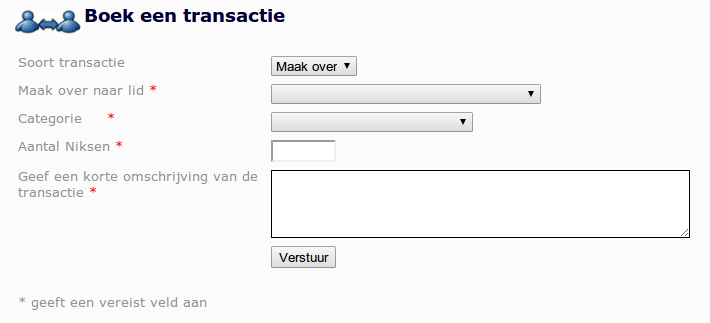 Boek een transactie
Soort transactie
Maak over
Maak over naar lid *
Categorie *
Aantal Niksen *
Geef een korte omschrijving van de
transactie *
Verstuur
* geeft een vereist veld aan